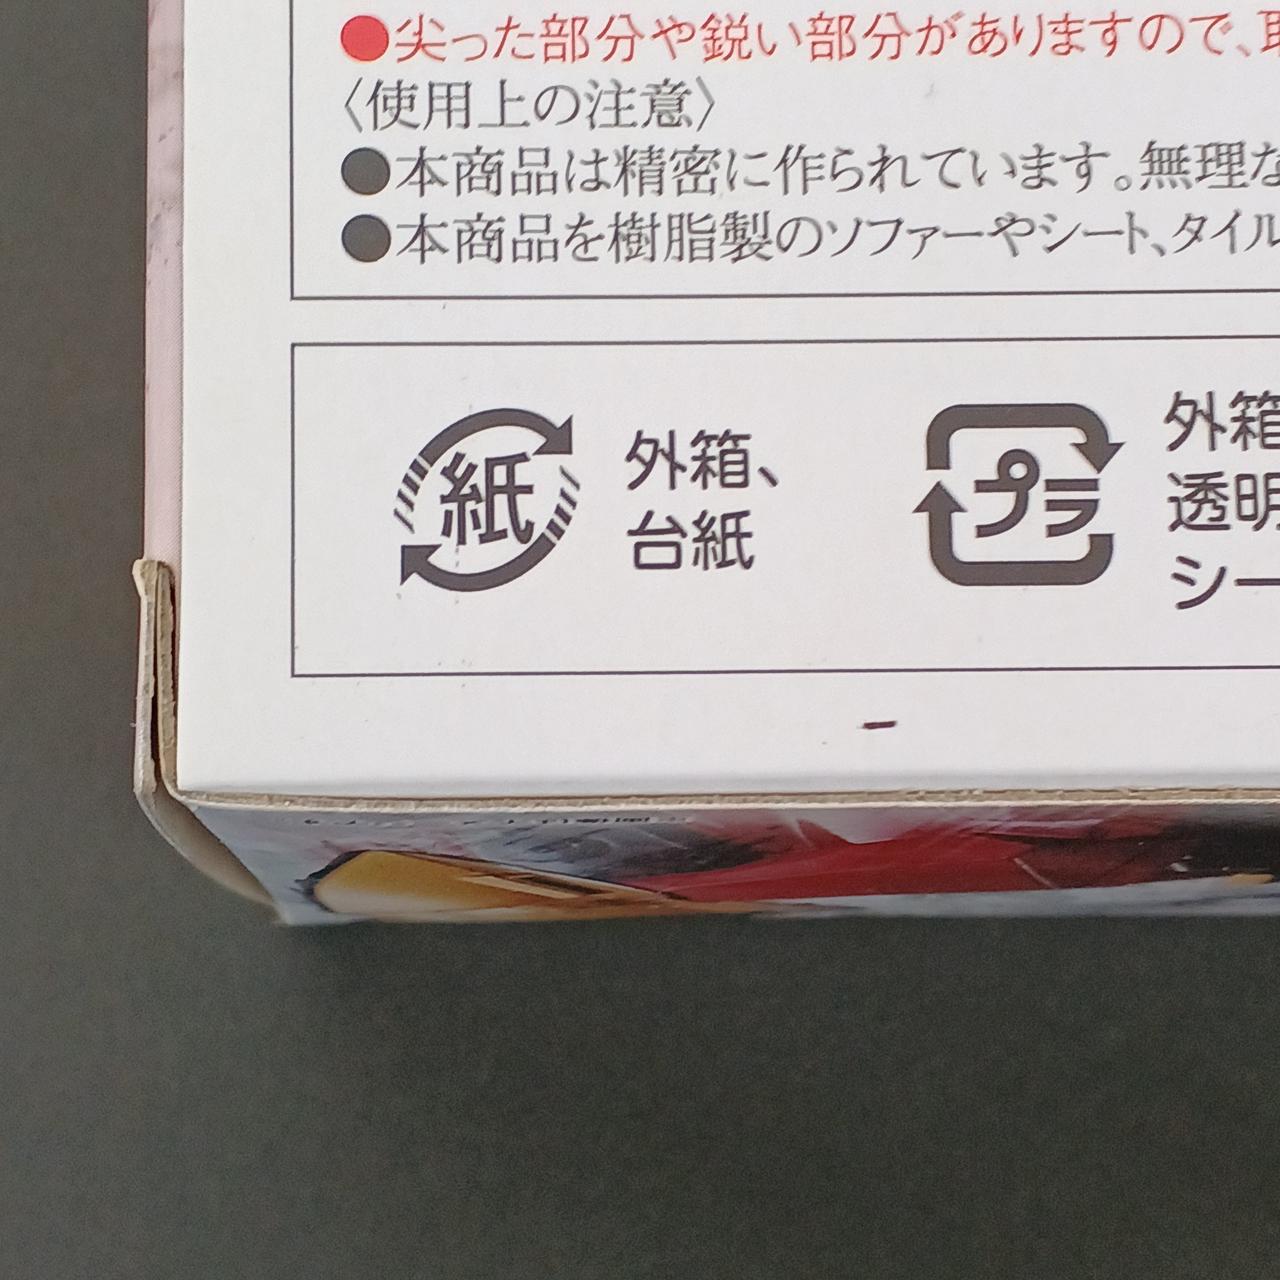 ●尖った部分や鋭い部分がありますので、
〈使用上の注意〉
●本商品は精密に作られています。無理な
●本商品を樹脂製のソファーやシート、タイル
紙
外箱、
台紙
プラ
外箱
透明
シー